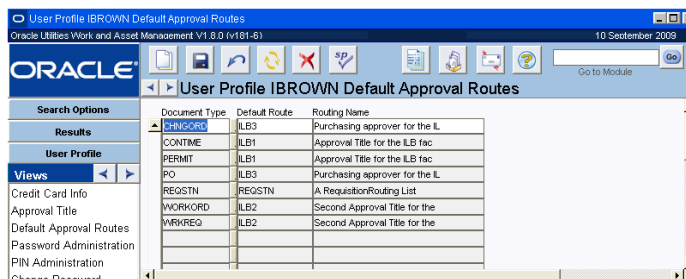 User Profile IBROWN Default Approval Routes
Oracle Utilities Work and Asset Management V1.8.0 (v181-6) 10 September 2009
ORACLE
sp
Go
Go to Module
User Profile IBROWN Default Approval Routes
Search Options
Results
User Profile
Views
Credit Card Info
Approval Title
Default Approval Routes
Password Administration
PIN Administration
Change Password
Document Type Default Route Routing Name
CHNGORD ILB3 Purchasing approver for the IL
CONTIME ILB1 Approval Title for the ILB fac
PERMIT ILB1 Approval Title for the ILB fac
PO ILB3 Purchasing approver for the IL
REQSTN REQSTN A RequisitionRouting List
WORKORD ILB2 Second Approval Title for the
WRKREQ ILB2 Second Approval Title for the